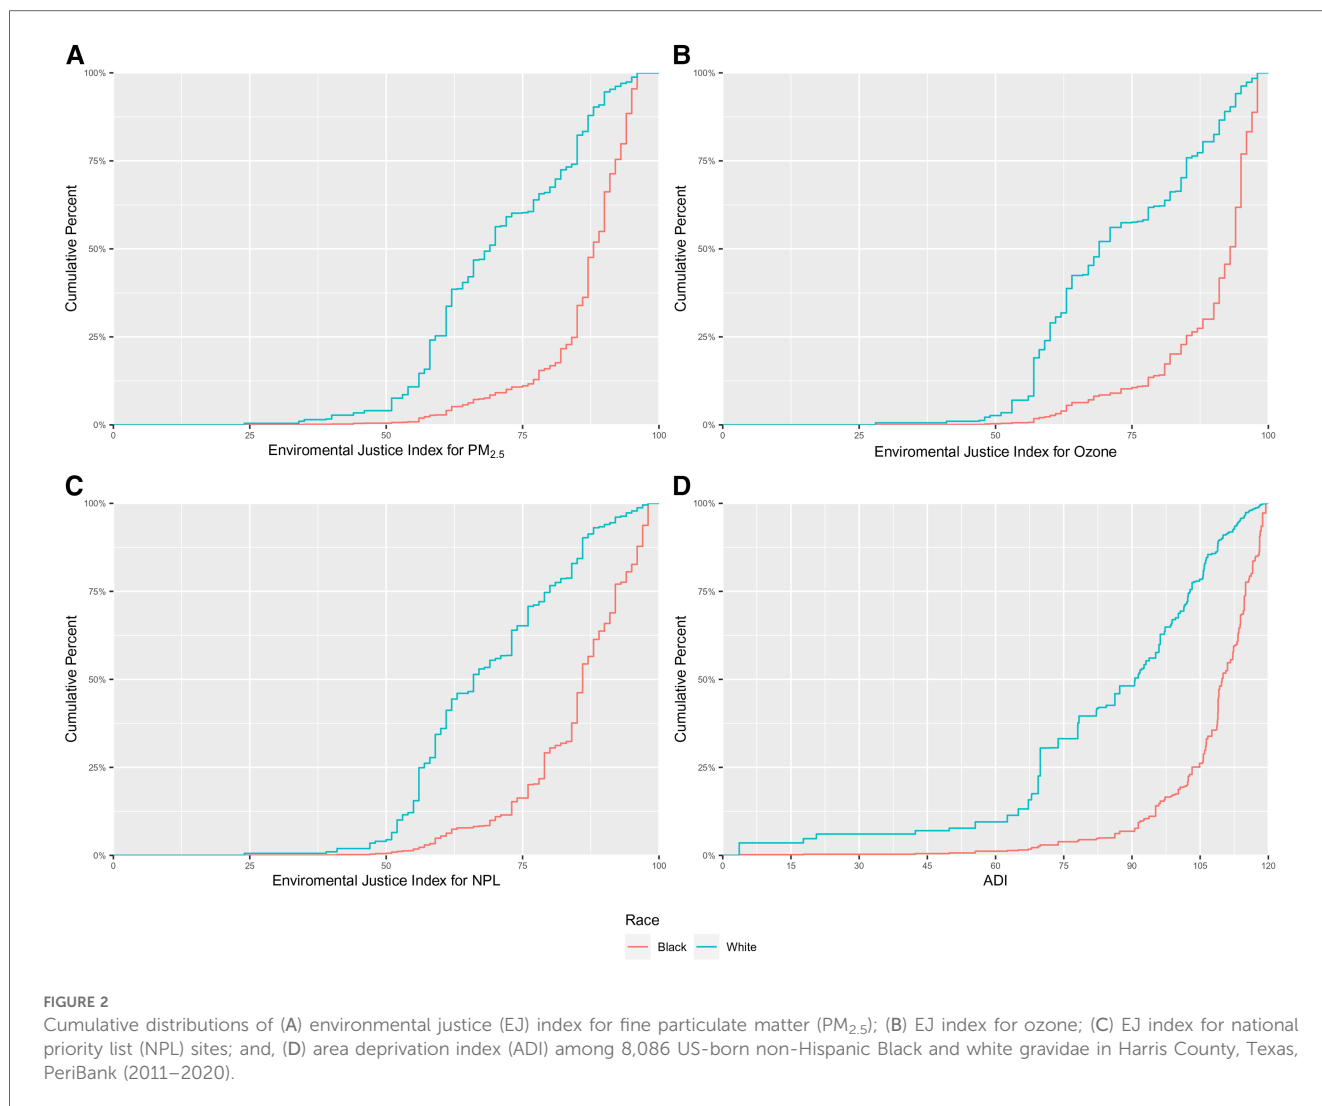 A
Cumulative Percent
100%
75%
50%
25%
0%
0 25 50 75 100
Enviromental Justice Index for PM2.5
B
Cumulative Percent
100%
75%
50%
25%
0%
0 25 50 75 100
Enviromental Justice Index for Ozone
C
Cumulative Percent
100%
75%
50%
25%
0%
0 25 50 75 100
Enviromental Justice Index for NPL
D
Cumulative Percent
100%
75%
50%
25%
0%
0 15 30 45 60 75 90 105 120
ADI
Race
Black White
FIGURE 2
Cumulative distributions of (A) environmental justice (EJ) index for fine particulate matter (PM2.5); (B) EJ index for ozone; (C) EJ index for national
priority list (NPL) sites; and, (D) area deprivation index (ADI) among 8,086 US-born non-Hispanic Black and white gravidae in Harris County, Texas,
PeriBank (2011–2020).